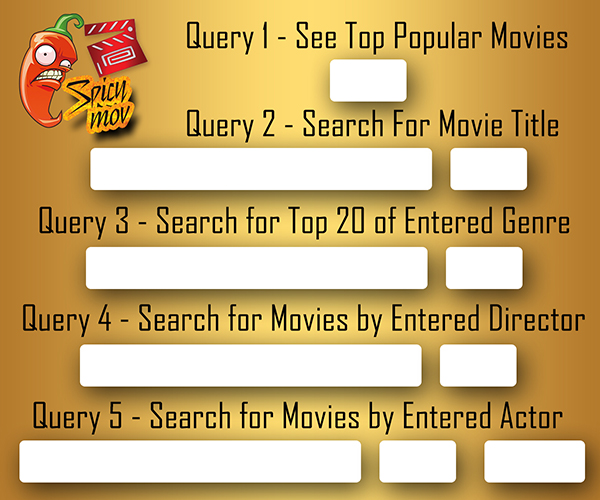 Query 1 - See Top Popular Movies
Spicy
mov
Query 2 - Search For Movie Title
Query 3 - Search for Top 20 of Entered Genre
Query 4 - Search for Movies by Entered Director
Query 5 - Search for Movies by Entered Actor